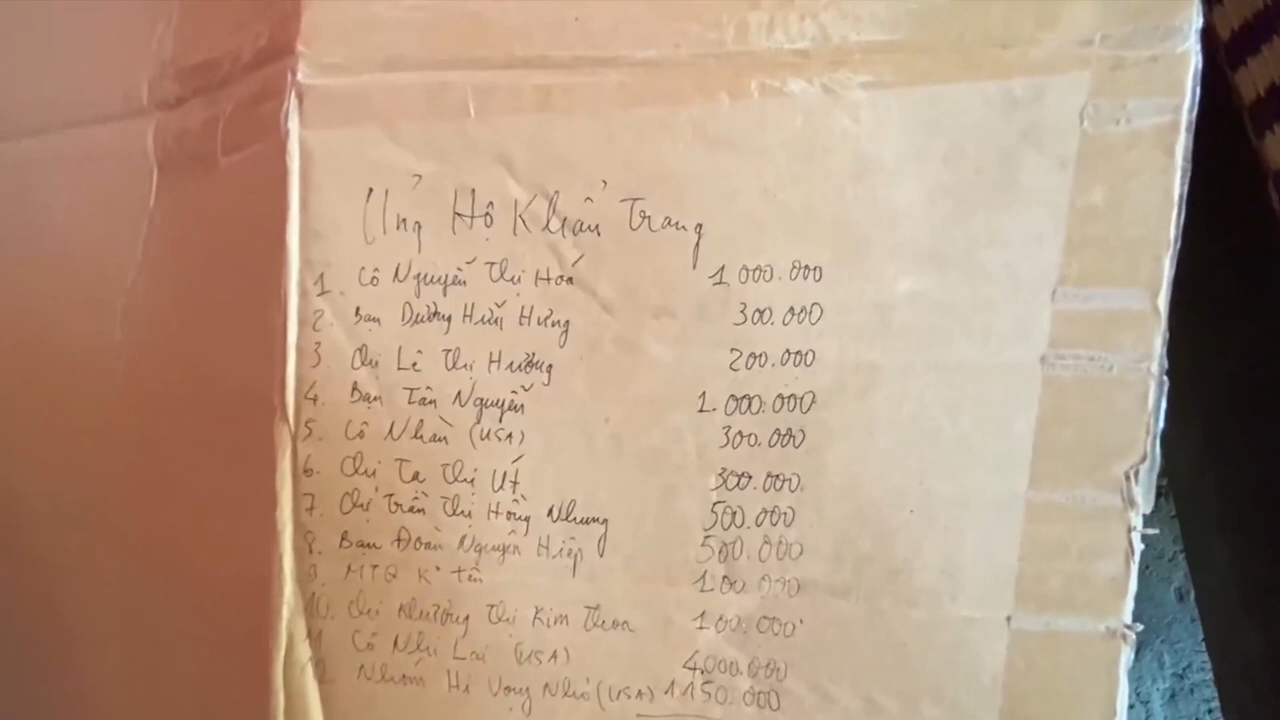 Ủng Hộ Khẩu Trang
1. Cô Nguyễn Thị Hoá 1.000.000
2. Bạn Dương Hữu Hưng 300.000
3. Chị Lê Thị Hường 200.000
4. Bạn Tân Nguyễn 1.000.000
5. Cô Nhàn (USA) 300.000
6. Chị Tạ Thị Út 300.000
7. Chị Trần Thị Hồng Nhung 500.000
8. Bạn Đoàn Nguyên Hiệp 500.000
9. MTQ K° tên 100.000
10. Chị Khương Thị Kim Thoa 100.000
11. Cô Nhi Lai (USA) 4.000.000
12. Nhóm Hi Vọng Nhỏ (USA) 1.150.000